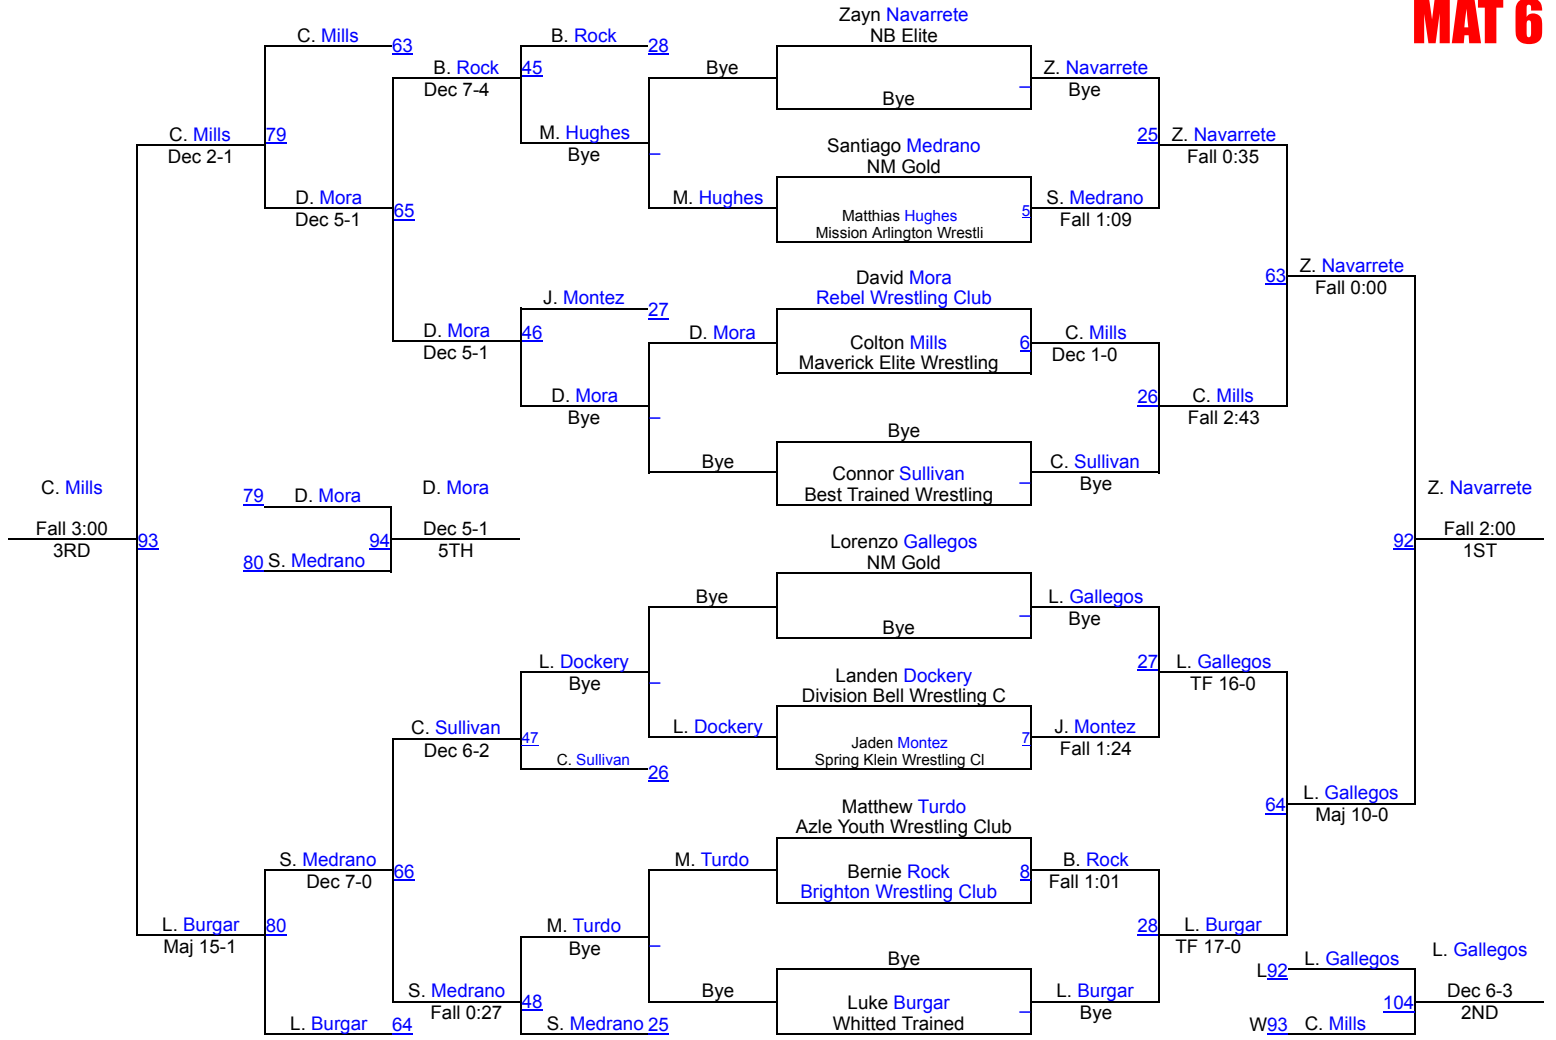 MAT 6
Zayn Navarrete
NB Elite
C. Mills 63
B. Rock 28
B. Rock 45
Dec 7-4
Bye
Bye
Z. Navarrete
Bye
M. Hughes
Bye
C. Mills 79
Dec 2-1
Santiago Medrano
NM Gold
25 Z. Navarrete
Fall 0:35
D. Mora
Dec 5-1
65
M. Hughes
Matthias Hughes 5
Mission Arlington Wrestli
S. Medrano
Fall 1:09
David Mora
Rebel Wrestling Club
63 Z. Navarrete
Fall 0:00
J. Montez 27
D. Mora 46
Dec 5-1
D. Mora
Colton Mills 6
Maverick Elite Wrestling
C. Mills
Dec 1-0
D. Mora
Bye
26 C. Mills
Fall 2:43
Bye
Bye
Connor Sullivan
Best Trained Wrestling
C. Sullivan
Bye
C. Mills
Fall 3:00
3RD
93
79 D. Mora
80 S. Medrano
94
D. Mora
Dec 5-1
5TH
Z. Navarrete
92 Fall 2:00
1ST
Lorenzo Gallegos
NM Gold
Bye
Bye
L. Gallegos
Bye
L. Dockery
Bye
Landen Dockery
Division Bell Wrestling C
27 L. Gallegos
TF 16-0
C. Sullivan 47
Dec 6-2
L. Dockery
Jaden Montez 7
Spring Klein Wrestling Cl
J. Montez
Fall 1:24
C. Sullivan 26
Matthew Turdo
Azle Youth Wrestling Club
64 L. Gallegos
Maj 10-0
S. Medrano 66
Dec 7-0
M. Turdo
Bernie Rock 8
Brighton Wrestling Club
B. Rock
Fall 1:01
L. Burgar 80
Maj 15-1
M. Turdo
Bye
28 L. Burgar
TF 17-0
Bye
S. Medrano 48
Fall 0:27
Bye
Luke Burgar
Whitted Trained
L. Burgar
Bye
L. Burgar 64
S. Medrano 25
L92 L. Gallegos
W93 C. Mills
104
L. Gallegos
Dec 6-3
2ND